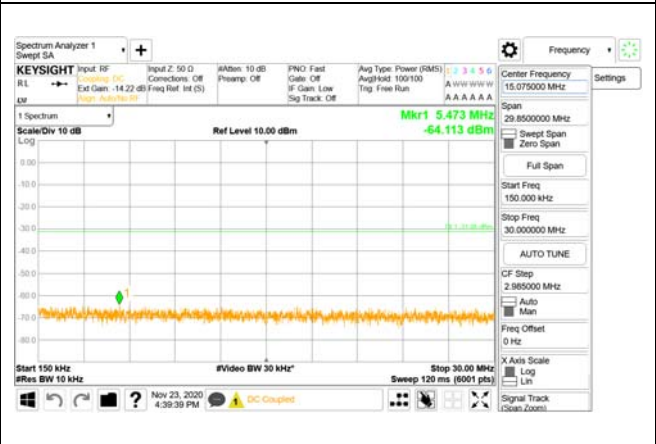 Spectrum Analyzer 1
Swept SA
Frequency
KEYSIGHT
RL
Input: RF
Coupling: DC
Ext Gain: -14.22 dB
Align: Auto/No RF
Input Z: 50 Ω
Corrections: Off
Freq Ref: Int (S)
#Atten: 10 dB
Preamp: Off
PNO: Fast
Gate: Off
IF Gain: Low
Sig Track: Off
Avg Type: Power (RMS)
Avg|Hold: 100/100
Trig: Free Run
1 2 3 4 5 6
A W W W W W
A A A A A A
1 Spectrum
Scale/Div 10 dB
Ref Level 10.00 dBm
Mkr1 5.473 MHz
-64.113 dBm
Log
0.00
-10.0
-20.0
-30.0
-40.0
-50.0
-60.0
-70.0
-80.0
1
Start 150 kHz
#Video BW 30 kHz*
Stop 30.00 MHz
#Res BW 10 kHz
Sweep 120 ms (6001 pts)
Nov 23, 2020
4:39:39 PM
DC Coupled
Center Frequency
15.075000 MHz
Settings
Span
29.8500000 MHz
Swept Span
Zero Span
Full Span
Start Freq
150.000 kHz
Stop Freq
30.000000 MHz
AUTO TUNE
CF Step
2.985000 MHz
Auto
Man
Freq Offset
0 Hz
X Axis Scale
Log
Lin
Signal Track
(Span Zoom)